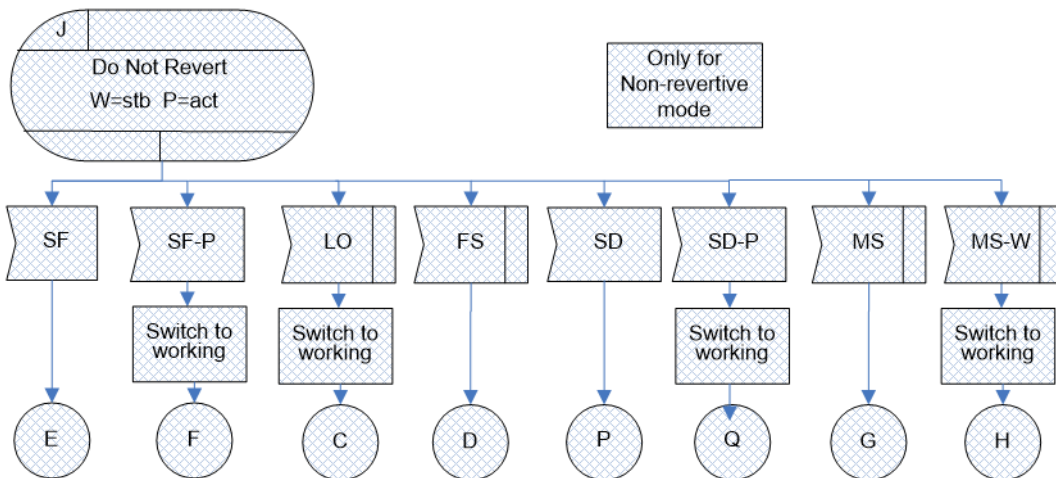 J
Do Not Revert
W=stb P=act
Only for
Non-revertive
mode
SF
SF-P
LO
FS
SD
SD-P
MS
MS-W
Switch to
working
Switch to
working
Switch to
working
Switch to
working
E
F
C
D
P
Q
G
H